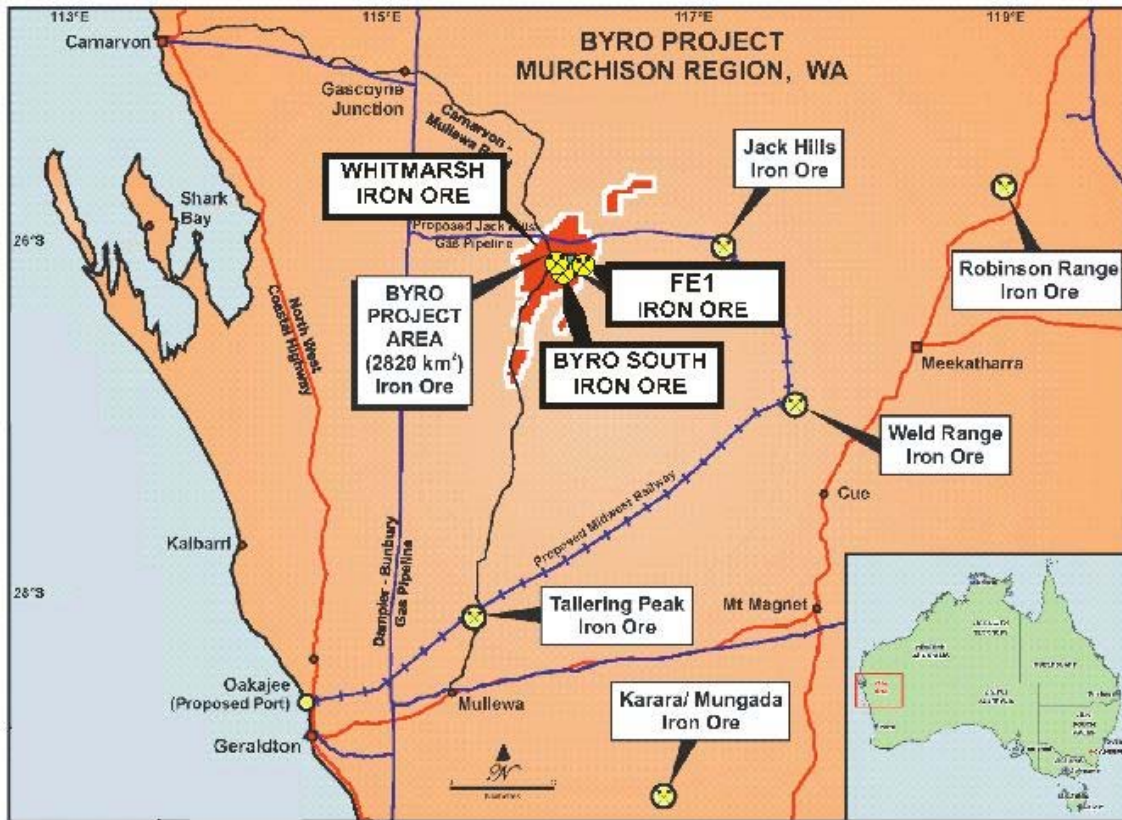 113°E
115°E
117°E
119°E
BYRO PROJECT
MURCHISON REGION, WA
Carnarvon
Gascoyne
Junction
Carnarvon -
Mullewa
WHITMARSH
IRON ORE
Jack Hills
Iron Ore
Shark
Bay
26°S
Proposed Jack Hills
Gas Pipeline
Robinson Range
Iron Ore
BYRO
PROJECT
AREA
(2820 km²)
Iron Ore
FE1
IRON ORE
BYRO SOUTH
IRON ORE
North West
Coastal Highway
Meekatharra
Weld Range
Iron Ore
Cue
Proposed Midwest Railway
Kalbarri
Dampier - Bunbury
Gas Pipeline
28°S
Tallering Peak
Iron Ore
Mt Magnet
Oakajee
(Proposed Port)
Mullewa
Karara/ Mungada
Iron Ore
Geraldton
N